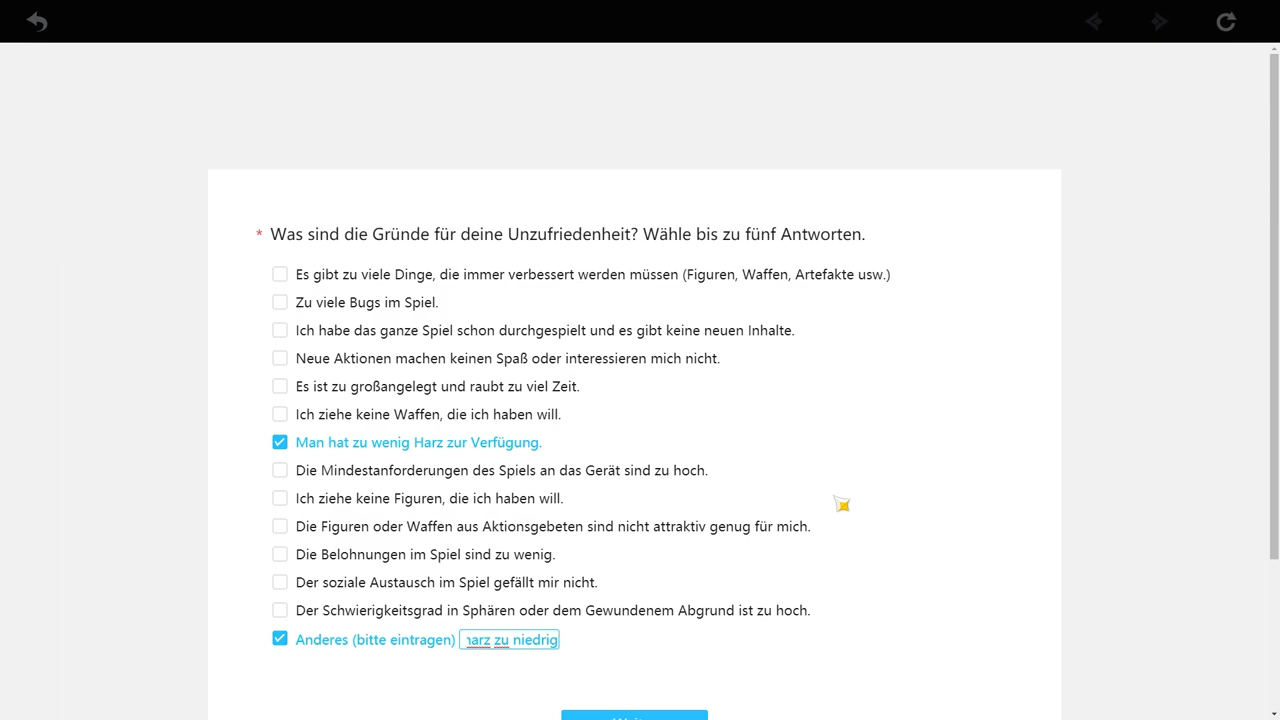 * Was sind die Gründe für deine Unzufriedenheit? Wähle bis zu fünf Antworten.
Es gibt zu viele Dinge, die immer verbessert werden müssen (Figuren, Waffen, Artefakte usw.)
Zu viele Bugs im Spiel.
Ich habe das ganze Spiel schon durchgespielt und es gibt keine neuen Inhalte.
Neue Aktionen machen keinen Spaß oder interessieren mich nicht.
Es ist zu großangelegt und raubt zu viel Zeit.
Ich ziehe keine Waffen, die ich haben will.
Man hat zu wenig Harz zur Verfügung.
Die Mindestanforderungen des Spiels an das Gerät sind zu hoch.
Ich ziehe keine Figuren, die ich haben will.
Die Figuren oder Waffen aus Aktionsgebeten sind nicht attraktiv genug für mich.
Die Belohnungen im Spiel sind zu wenig.
Der soziale Austausch im Spiel gefällt mir nicht.
Der Schwierigkeitsgrad in Sphären oder dem Gewundenem Abgrund ist zu hoch.
Anderes (bitte eintragen) harz zu niedrig